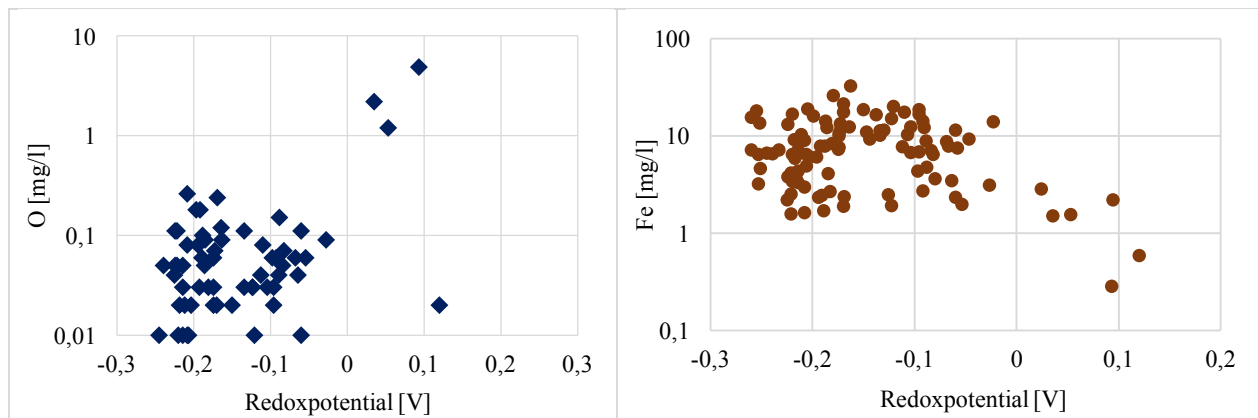 10
1
0,1
0,01
-0,3 -0,2 -0,1 0 0,1 0,2 0,3
O [mg/l]
Redoxpotential [V]
100
10
1
0,1
-0,3 -0,2 -0,1 0 0,1 0,2
Fe [mg/l]
Redoxpotential [V]